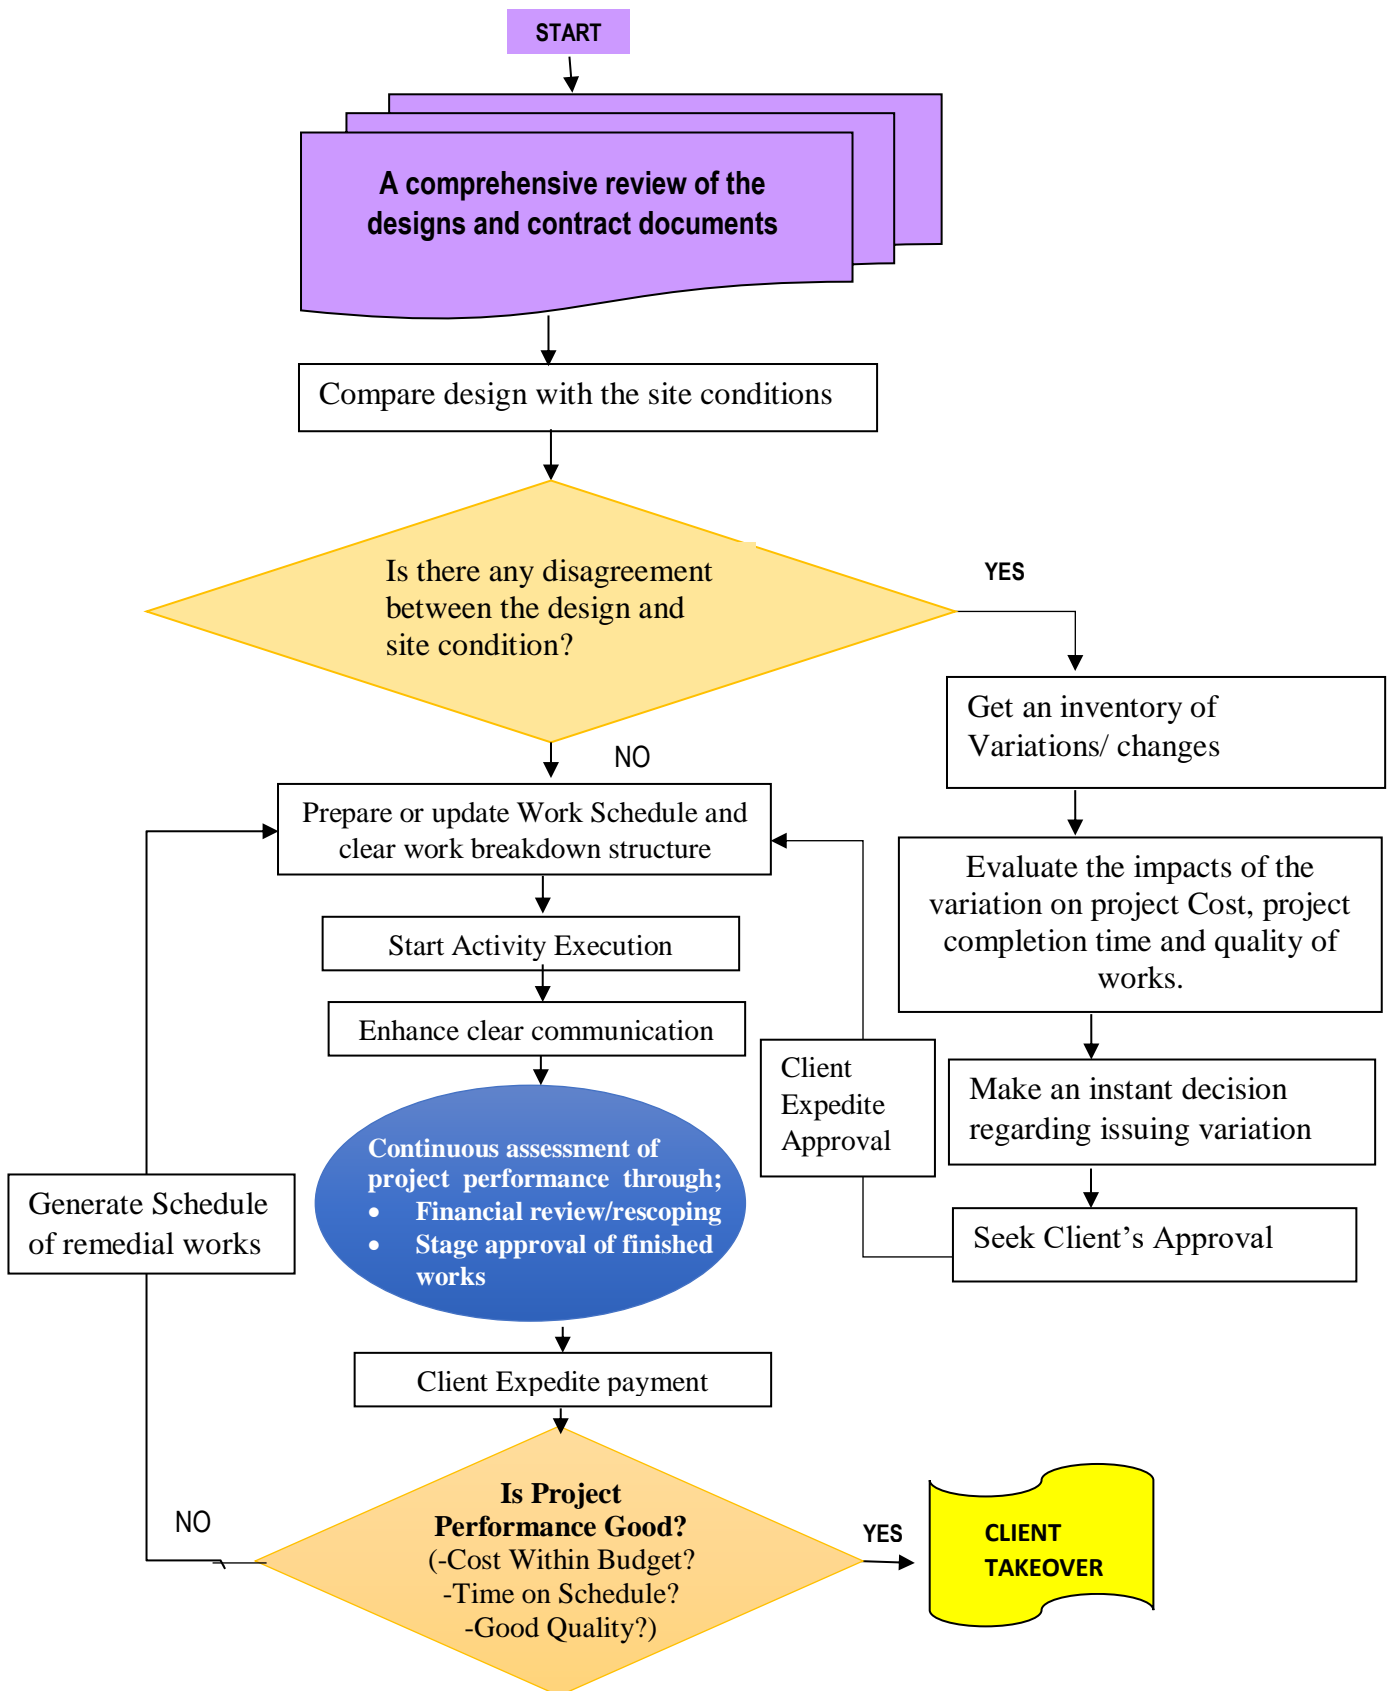 START
A comprehensive review of the
designs and contract documents
Compare design with the site conditions
Is there any disagreement
between the design and
site condition?
YES
NO
Get an inventory of
Variations/ changes
Prepare or update Work Schedule and
clear work breakdown structure
Evaluate the impacts of the
variation on project Cost, project
completion time and quality of
works.
Start Activity Execution
Enhance clear communication
Client
Expedite
Approval
Make an instant decision
regarding issuing variation
Continuous assessment of
project performance through;
• Financial review/rescoping
• Stage approval of finished
works
Generate Schedule
of remedial works
Seek Client's Approval
Client Expedite payment
Is Project
Performance Good?
(-Cost Within Budget?
-Time on Schedule?
-Good Quality?)
NO
YES
CLIENT
TAKEOVER